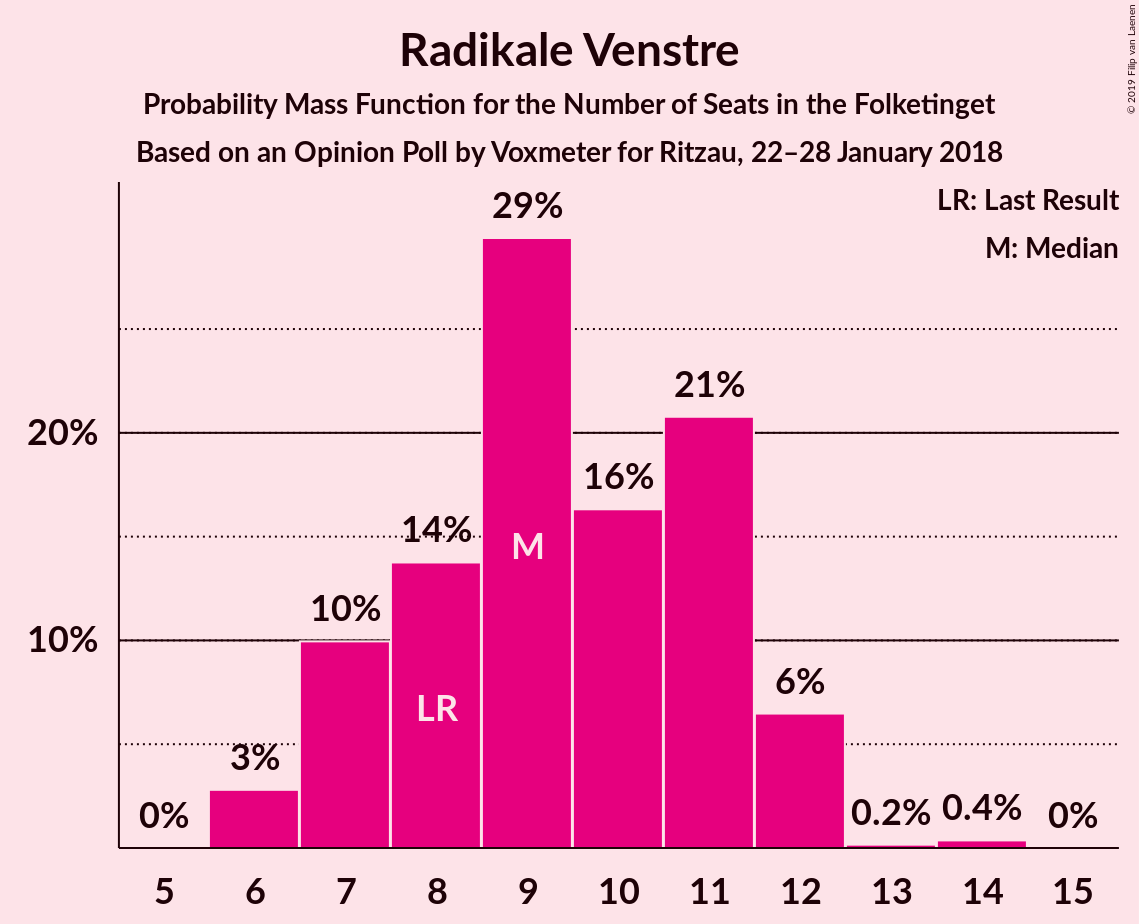 Radikale Venstre
Probability Mass Function for the Number of Seats in the Folketinget
Based on an Opinion Poll by Voxmeter for Ritzau, 22–28 January 2018
© 2019 Filip van Laenen
LR: Last Result
M: Median
29%
21%
20%
16%
14%
M
10%
10%
6%
LR
3%
0%
0.2%
0.4%
0%
5 6 7 8 9 10 11 12 13 14 15